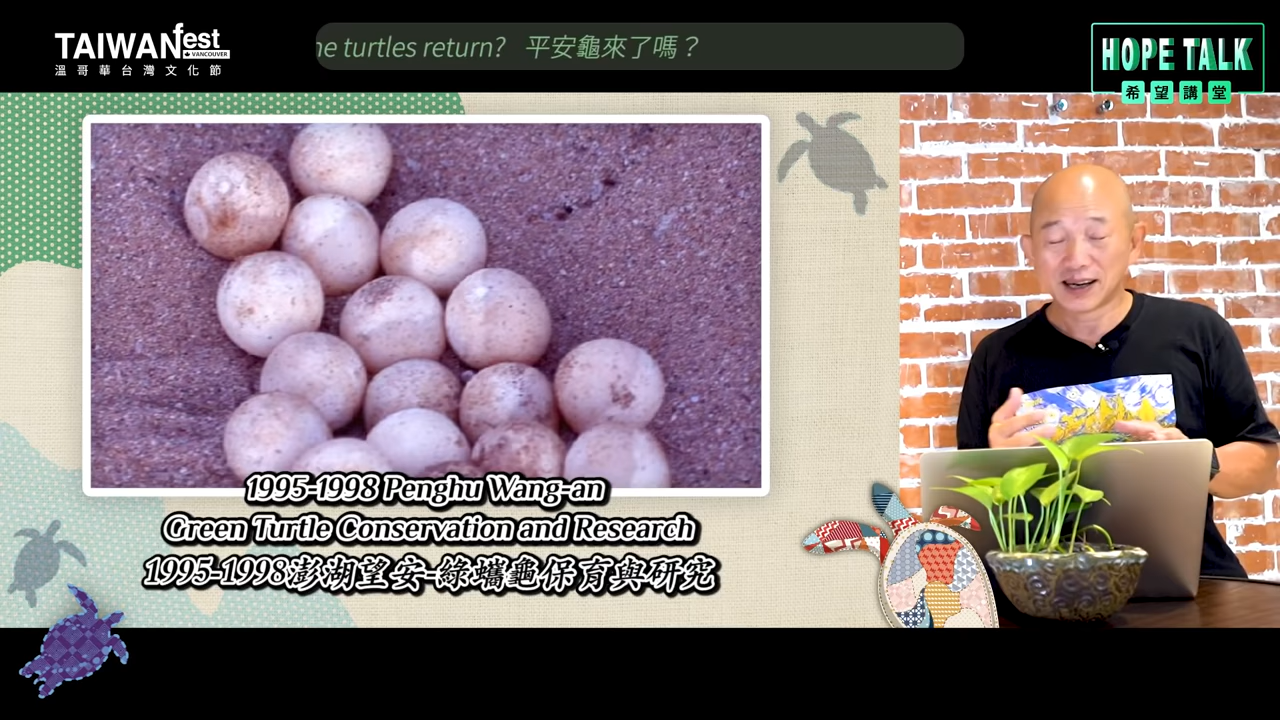 TAIWANfest
VANCOUVER
溫哥華台灣文化節
ne turtles return? 平安龜來了嗎？
HOPE TALK
希望講堂
1995-1998 Penghu Wang-an
Green Turtle Conservation and Research
1995-1998澎湖望安-綠蠵龜保育與研究